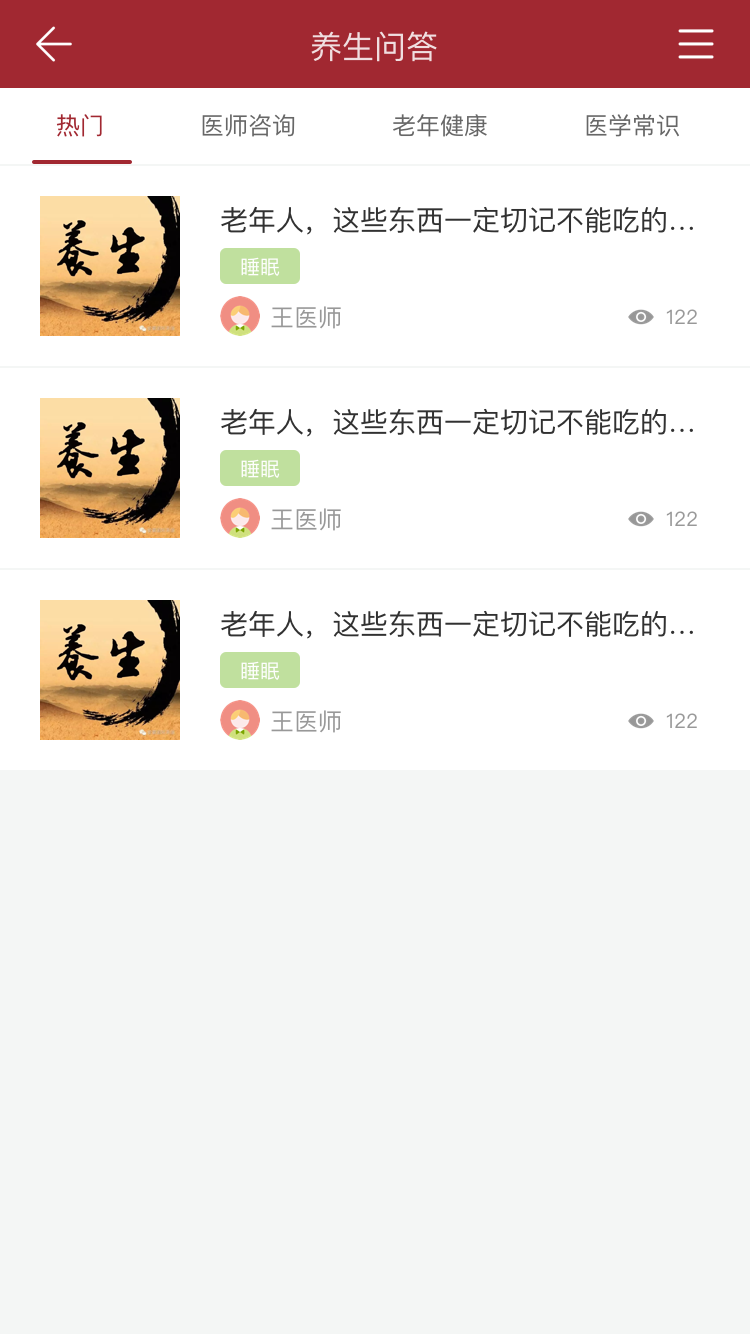 养生问答
热门 医师咨询 老年健康 医学常识
养生
老年人，这些东西一定切记不能吃的...
睡眠
王医师 122
养生
老年人，这些东西一定切记不能吃的...
睡眠
王医师 122
养生
老年人，这些东西一定切记不能吃的...
睡眠
王医师 122